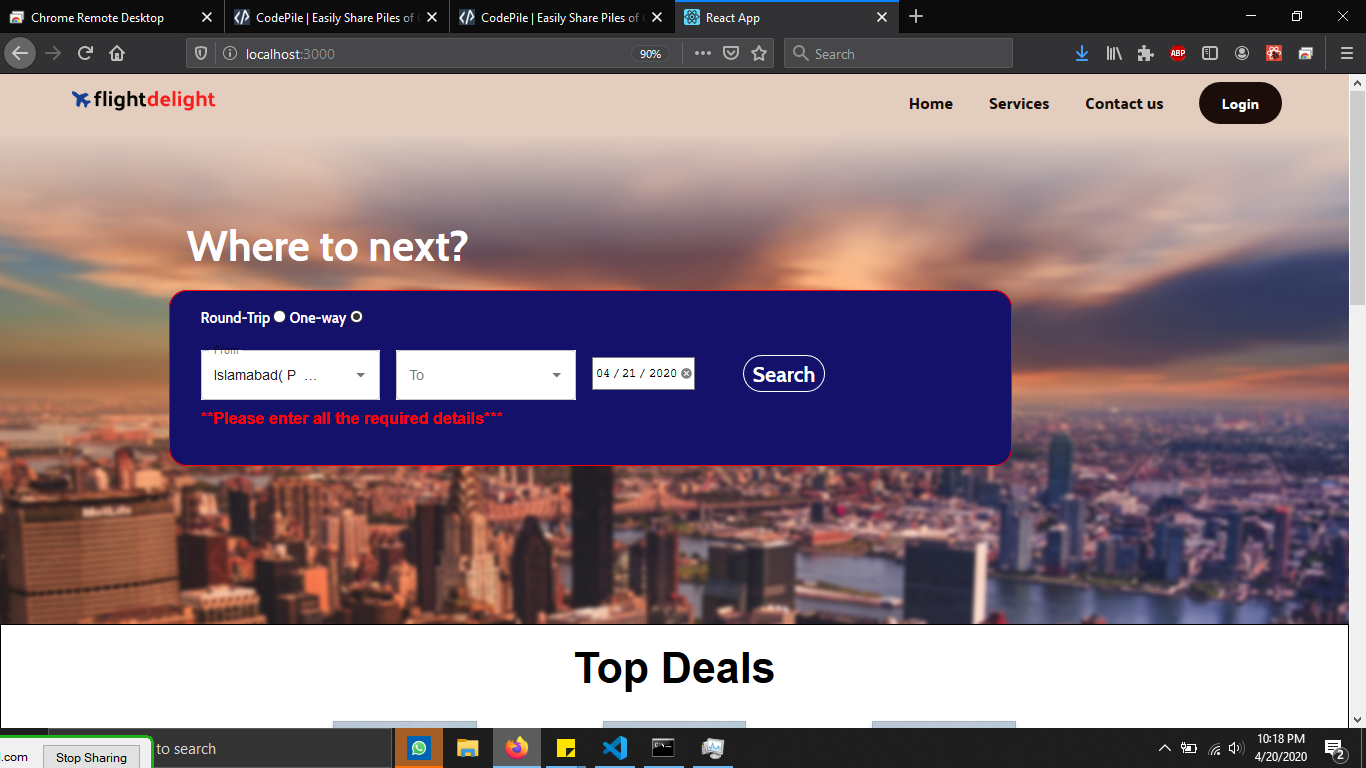 Chrome Remote Desktop
CodePile | Easily Share Piles of
CodePile | Easily Share Piles of
React App
localhost:3000
90%
Search
ABP
flightdelight
Home
Services
Contact us
Login
Where to next?
Round-Trip
One-way
From
Islamabad( P ...
To
04 / 21 / 2020
Search
**Please enter all the required details***
MetLife
Top Deals
l.com
Stop Sharing
to search
10:18 PM
4/20/2020
2